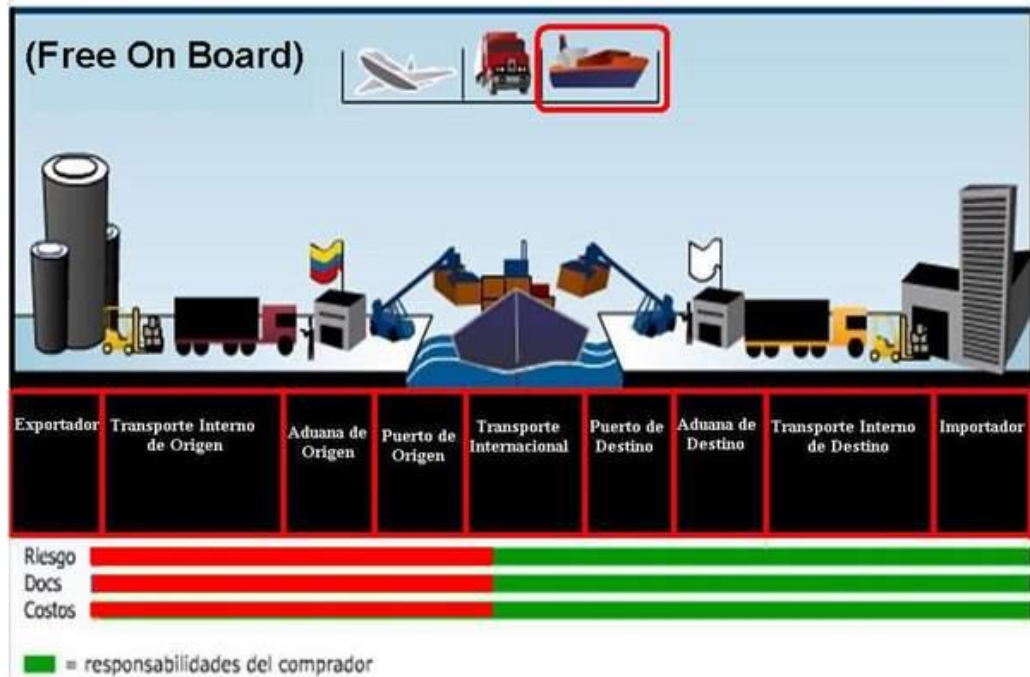 (Free On Board)
Exportador
Transporte Interno
de Origen
Aduana de
Origen
Puerto de
Origen
Transporte
Internacional
Puerto de
Destino
Aduana de
Destino
Transporte Interno
de Destino
Importador
Riesgo
Docs
Costos
= responsabilidades del comprador